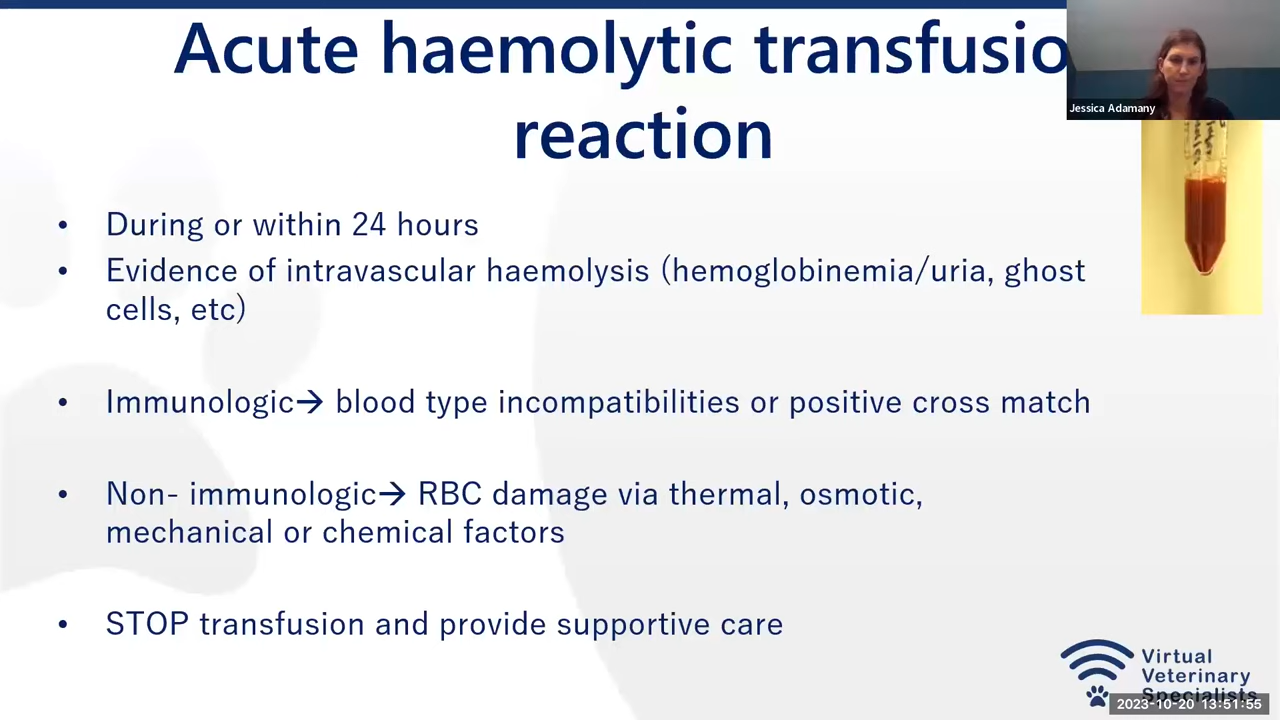 Acute haemolytic transfusio
reaction
Jessica Adamany
• During or within 24 hours
• Evidence of intravascular haemolysis (hemoglobinemia/uria, ghost
cells, etc)
• Immunologic→ blood type incompatibilities or positive cross match
• Non- immunologic→ RBC damage via thermal, osmotic,
mechanical or chemical factors
• STOP transfusion and provide supportive care
Virtual
Veterinary
Specialists
2023-10-20 13:51:55